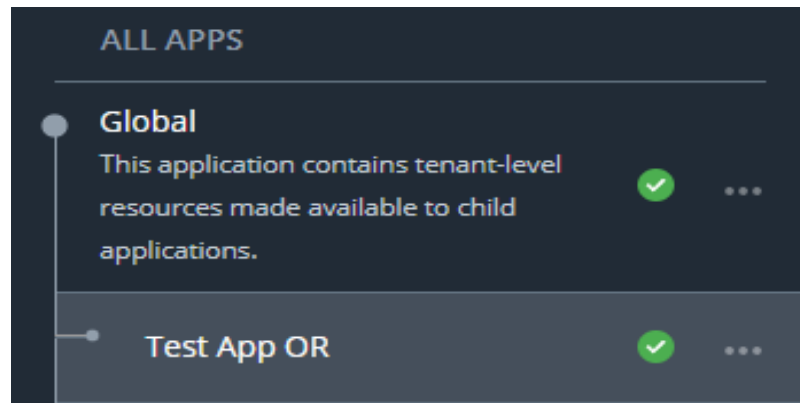 ALL APPS
Global
This application contains tenant-level
resources made available to child
applications.
Test App OR